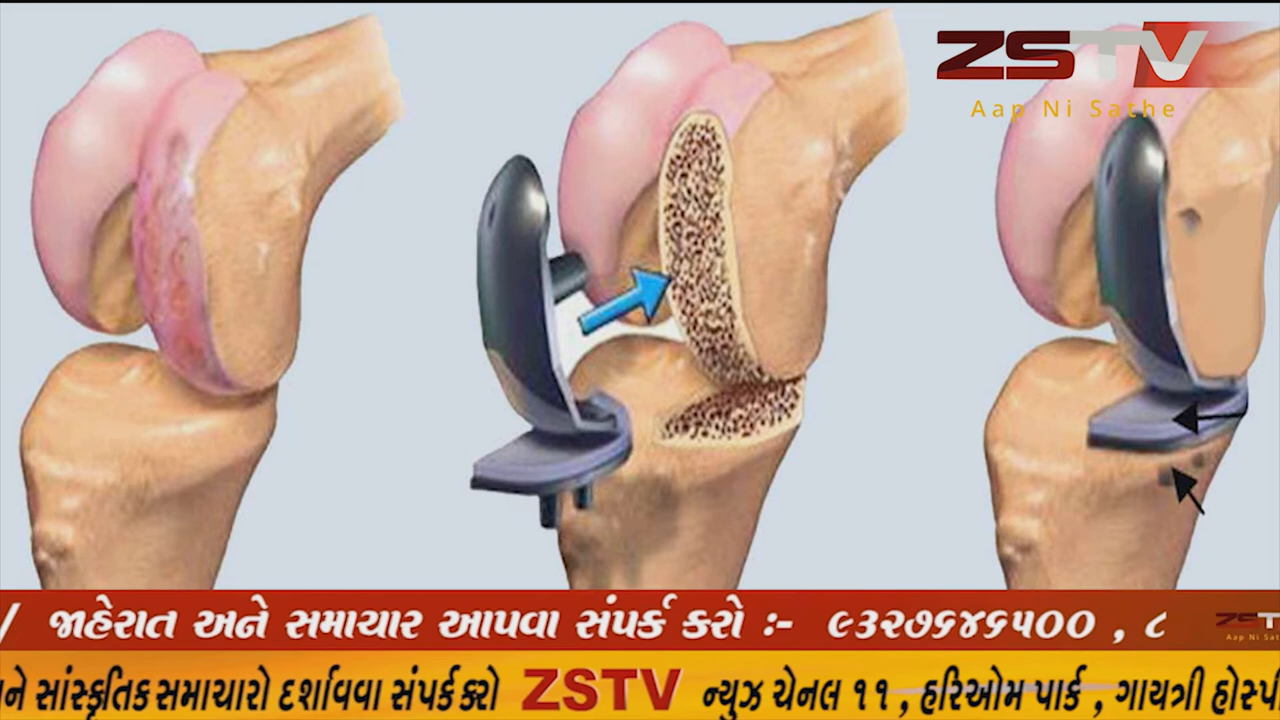 ZSTV
Aap Ni Sathe
/ જાહેરાત અને સમાચાર આપવા સંપર્ક કરો :- ૯૩૨૭૬૪૬૫૦૦ , ૮
ZSTV
Aap Ni Sat
ને સાંસ્કૃતિક સમાચારો દર્શાવવા સંપર્ક કરો ZSTV ન્યુઝ ચેનલ ૧૧ , હરિઓમ પાર્ક , ગાયત્રી હોસ્પી